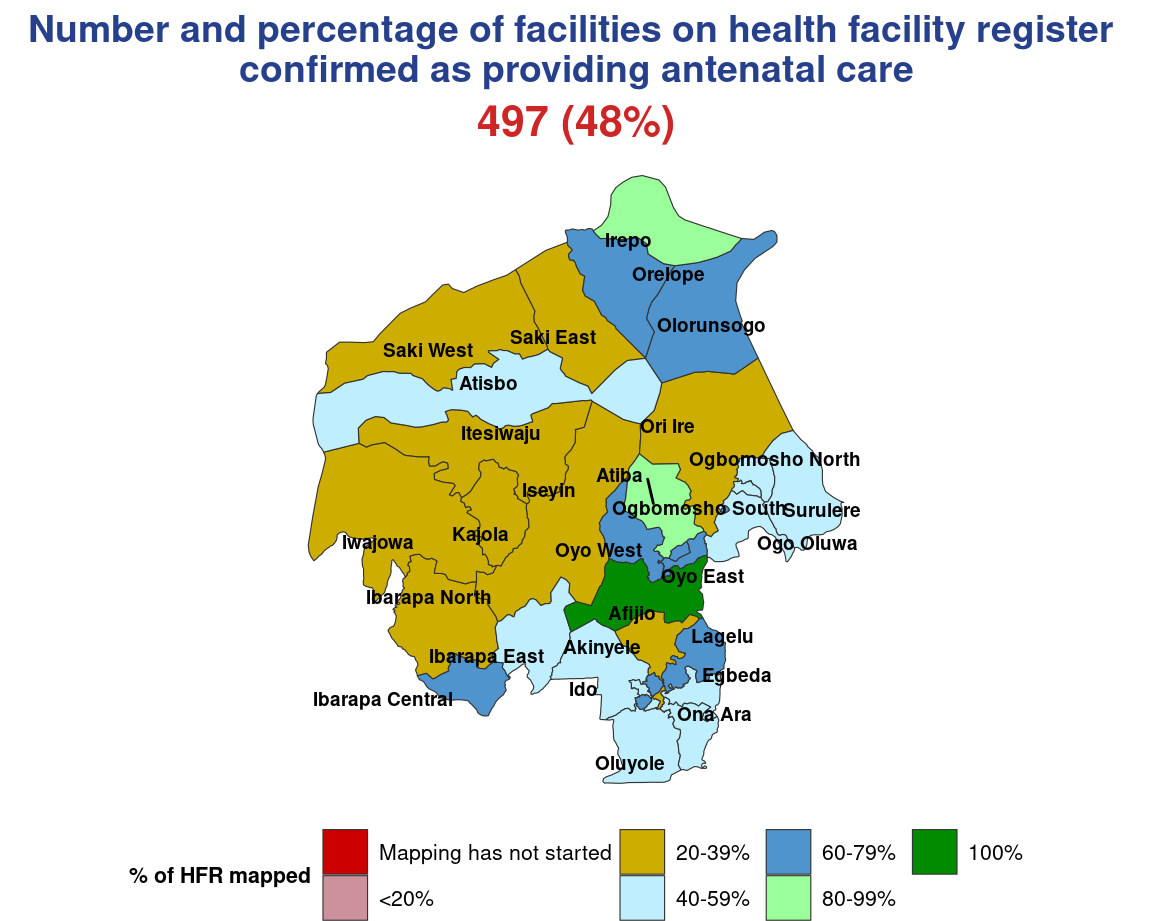 Number and percentage of facilities on health facility register
confirmed as providing antenatal care
497 (48%)
Irepo
Orelope
Olorunsogo
Saki East
Saki West
Atisbo
Ori Ire
Itesiwaju
Ogbomosho North
Atiba
Iseyin
Ogbomosho South
Surulere
Kajola
Iwajowa
Ogo Oluwa
Oyo West
Oyo East
Ibarapa North
Afijio
Lagelu
Akinyele
Ibarapa East
Egbeda
Ido
Ibarapa Central
Ona Ara
Oluyole
% of HFR mapped
Mapping has not started
<20%
20-39%
40-59%
60-79%
80-99%
100%